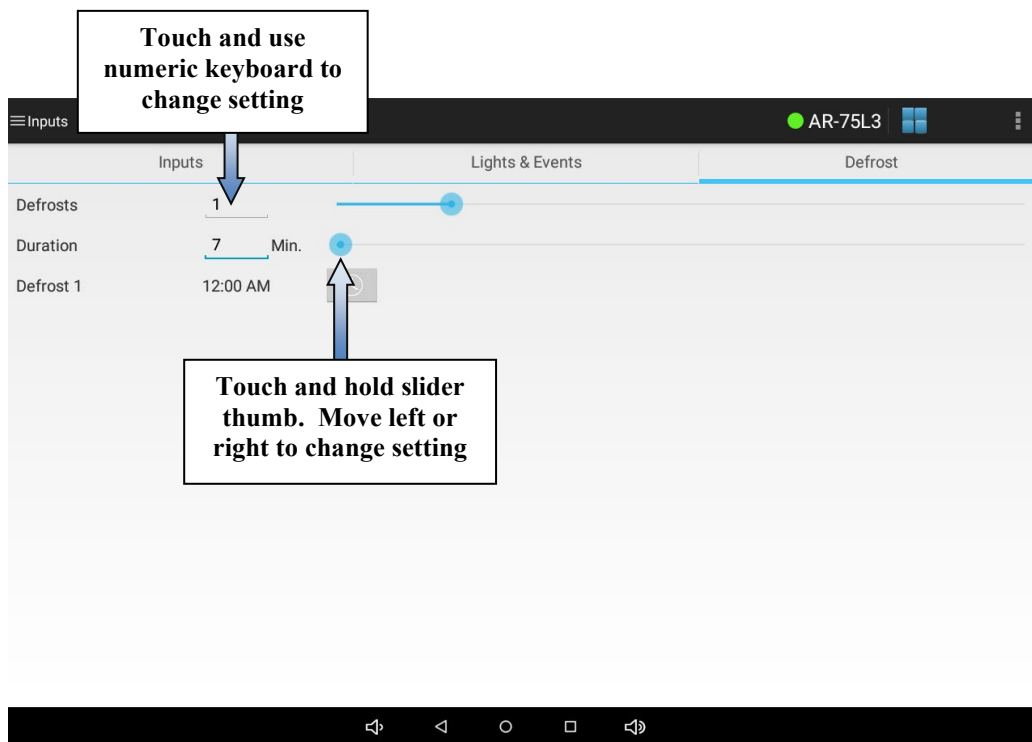 Touch and use
numeric keyboard to
change setting
Inputs
AR-75L3
Inputs Lights & Events Defrost
Defrosts 1
Duration 7 Min.
Defrost 1 12:00 AM
Touch and hold slider
thumb. Move left or
right to change setting